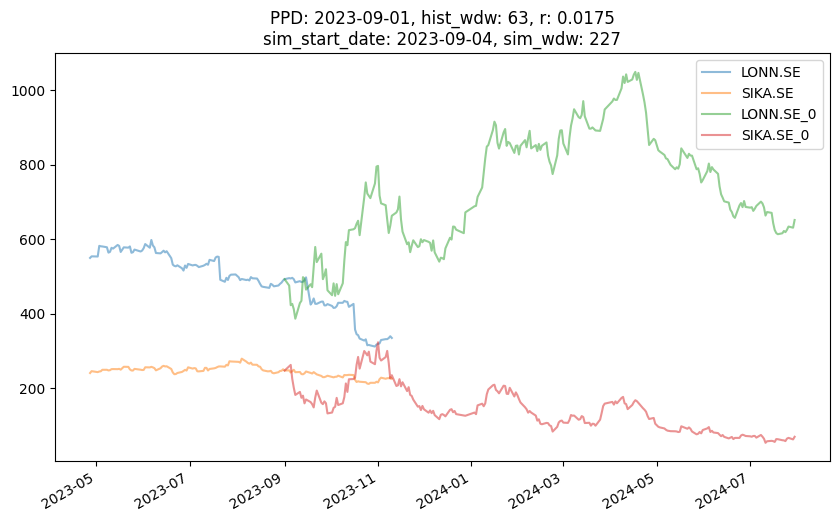 PPD: 2023-09-01, hist_wdw: 63, r: 0.0175
sim_start_date: 2023-09-04, sim_wdw: 227
LONN.SE
SIKA.SE
LONN.SE_0
SIKA.SE_0
1000
800
600
400
200
2023-05
2023-07
2023-09
2023-11
2024-01
2024-03
2024-05
2024-07